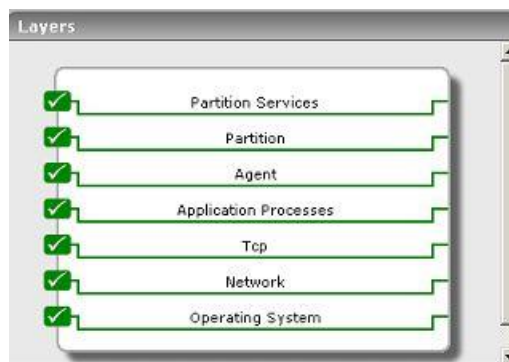 Layers
Partition Services
Partition
Agent
Application Processes
Tcp
Network
Operating System